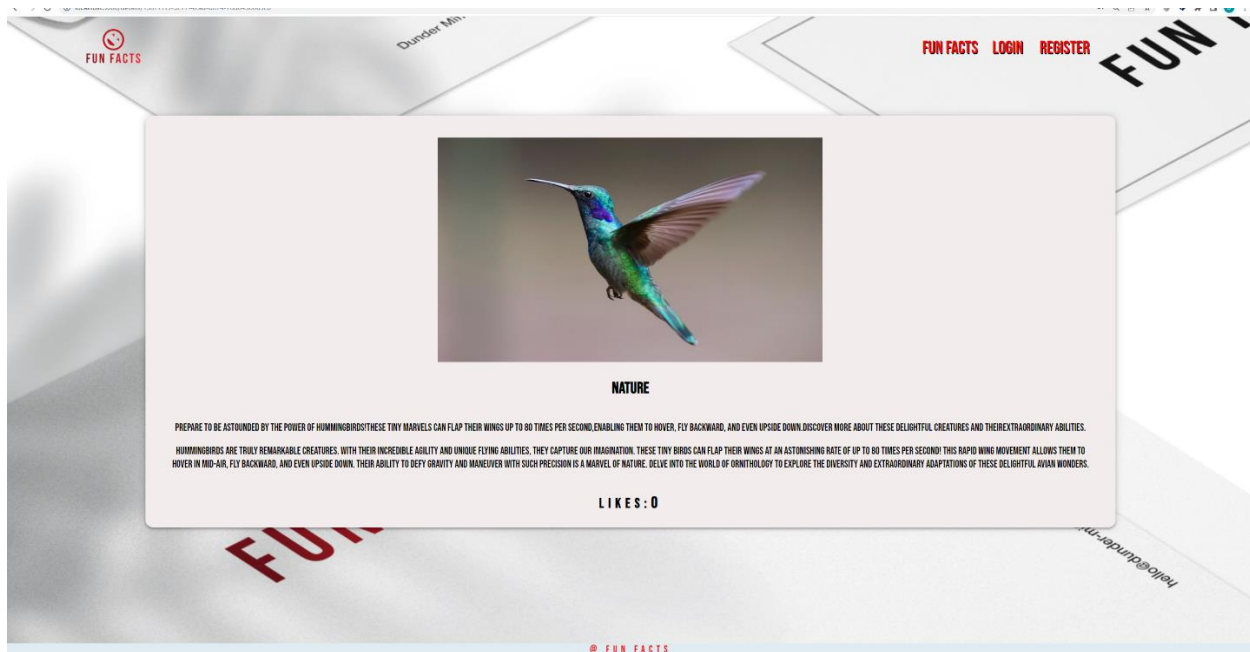 Dunder Mi
FUN FACTS
FUN FACTS LOGIN REGISTER
FUN
NATURE
PREPARE TO BE ASTOUNDED BY THE POWER OF HUMMINGBIRDS!THESE TINY MARVELS CAN FLAP THEIR WINGS UP TO 80 TIMES PER SECOND,ENABLING THEM TO HOVER, FLY BACKWARD, AND EVEN UPSIDE DOWN.DISCOVER MORE ABOUT THESE DELIGHTFUL CREATURES AND THEIREXTRAORDINARY ABILITIES.
HUMMINGBIRDS ARE TRULY REMARKABLE CREATURES. WITH THEIR INCREDIBLE AGILITY AND UNIQUE FLYING ABILITIES, THEY CAPTURE OUR IMAGINATION. THESE TINY BIRDS CAN FLAP THEIR WINGS AT AN ASTONISHING RATE OF UP TO 80 TIMES PER SECOND! THIS RAPID WING MOVEMENT ALLOWS THEM TO
HOVER IN MID-AIR, FLY BACKWARD, AND EVEN UPSIDE DOWN. THEIR ABILITY TO DEFY GRAVITY AND MANEUVER WITH SUCH PRECISION IS A MARVEL OF NATURE. DELVE INTO THE WORLD OF ORNITHOLOGY TO EXPLORE THE DIVERSITY AND EXTRAORDINARY ADAPTATIONS OF THESE DELIGHTFUL AVIAN WONDERS.
LIKES:0
FUN
hello@dunder-mi
@ FUN FACTS